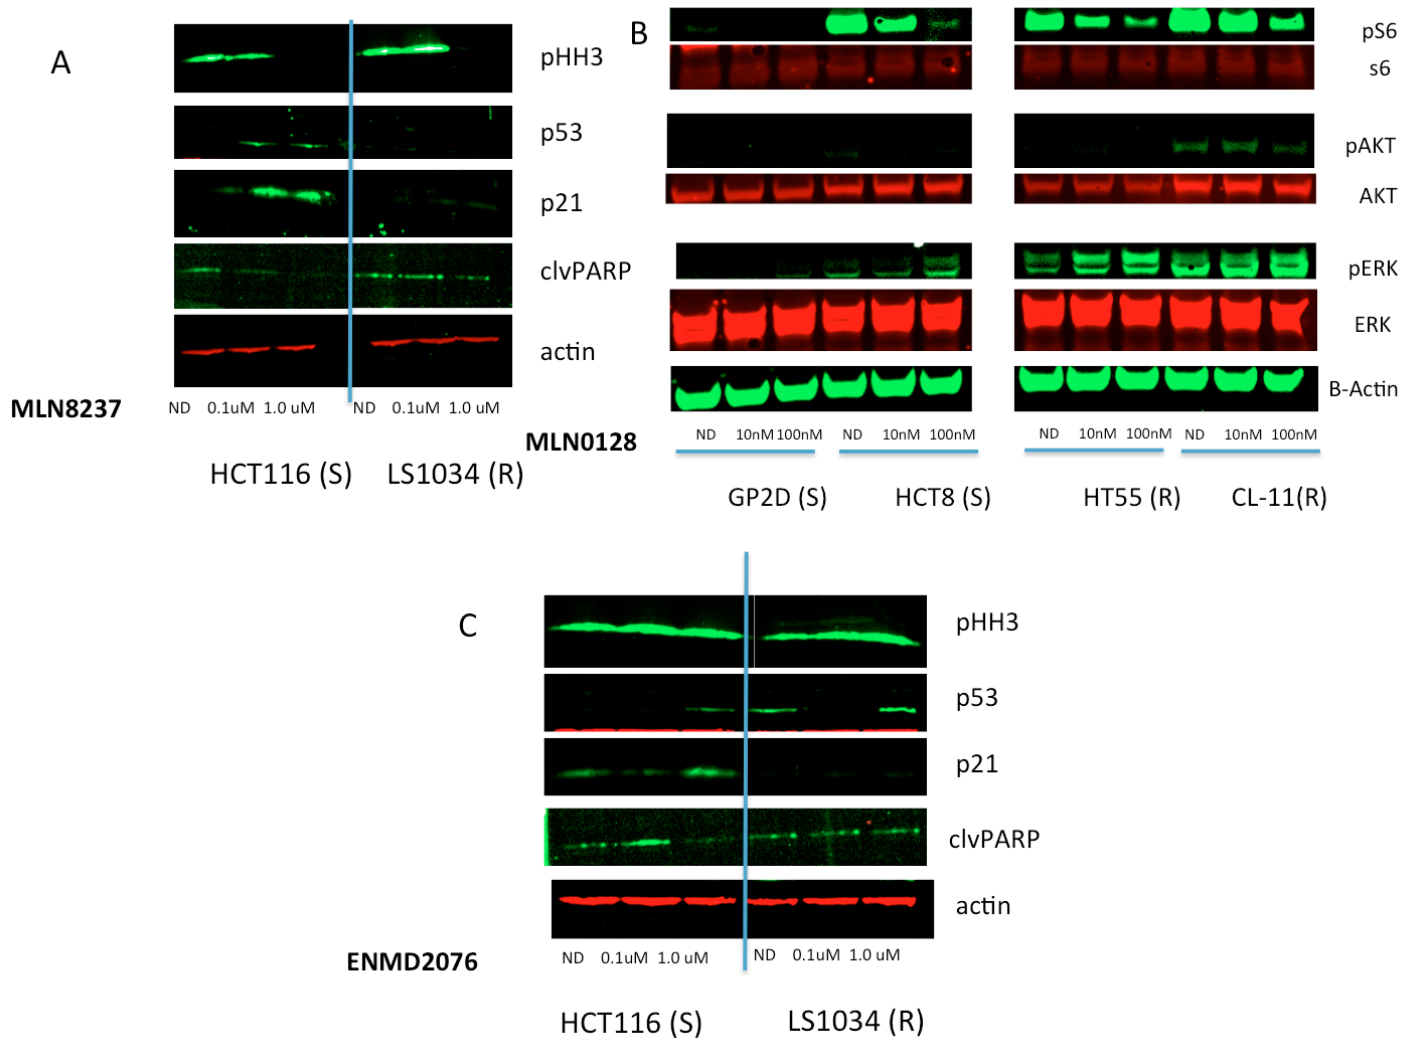 A
pHH3
p53
p21
clvPARP
actin
MLN8237
ND 0.1uM 1.0 uM ND 0.1uM 1.0 uM
HCT116 (S) LS1034 (R)
B
pS6
s6
pAKT
AKT
pERK
ERK
B-Actin
MLN0128
ND 10nM 100nM ND 10nM 100nM ND 10nM 100nM ND 10nM 100nM
GP2D (S) HCT8 (S) HT55 (R) CL-11(R)
C
pHH3
p53
p21
clvPARP
actin
ENMD2076
ND 0.1uM 1.0 uM ND 0.1uM 1.0 uM
HCT116 (S) LS1034 (R)